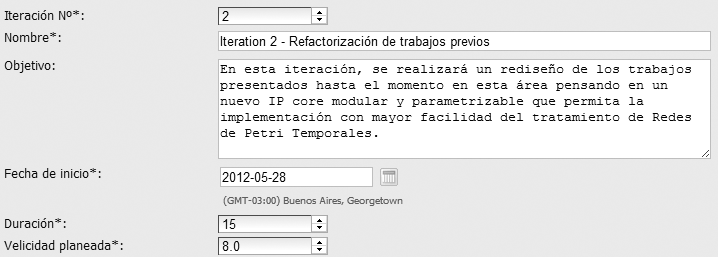 Iteración Nº*: 2
Nombre*: Iteration 2 - Refactorización de trabajos previos
Objetivo: En esta iteración, se realizará un rediseño de los trabajos
presentados hasta el momento en esta área pensando en un
nuevo IP core modular y parametrizable que permita la
implementación con mayor facilidad del tratamiento de Redes
de Petri Temporales.
Fecha de inicio*: 2012-05-28
(GMT-03:00) Buenos Aires, Georgetown
Duración*: 15
Velicidad planeada*: 8.0